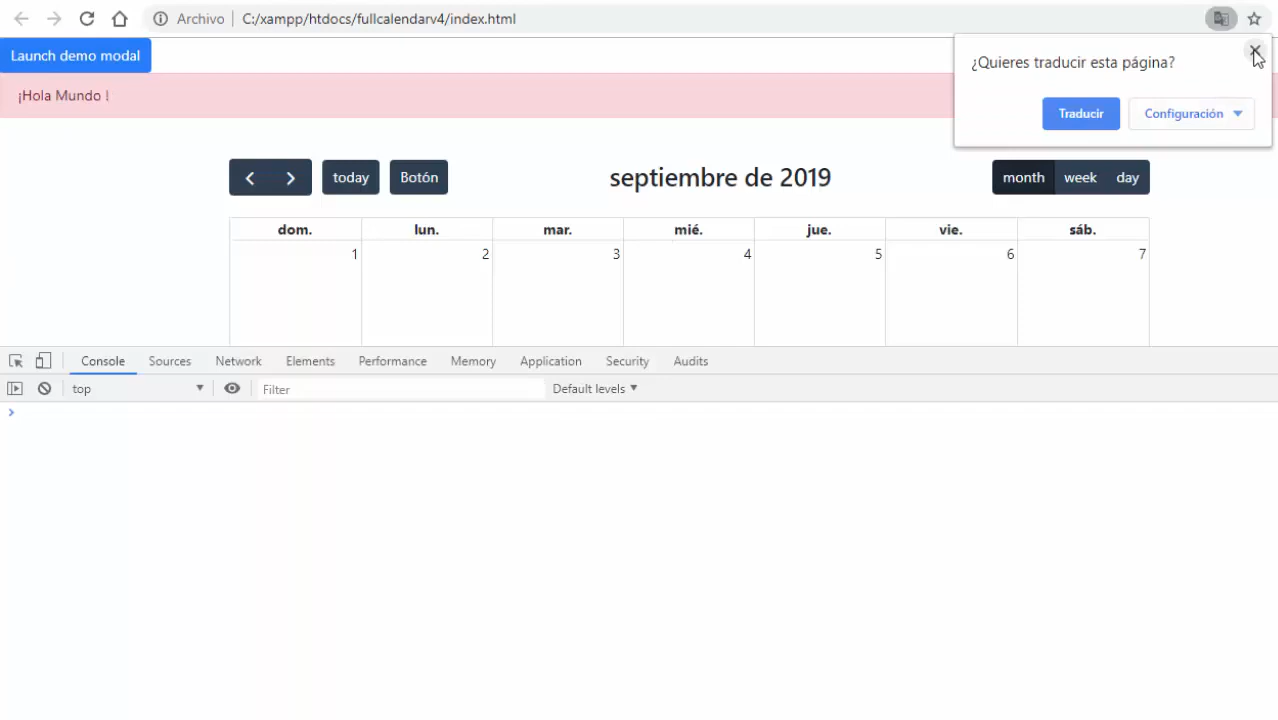 Archivo C:/xampp/htdocs/fullcalendarv4/index.html
Launch demo modal
¿Quieres traducir esta página?
¡Hola Mundo !
Traducir Configuración
today Botón septiembre de 2019 month week day
dom. lun. mar. mié. jue. vie. sáb.
1 2 3 4 5 6 7
Console Sources Network Elements Performance Memory Application Security Audits
top Filter Default levels